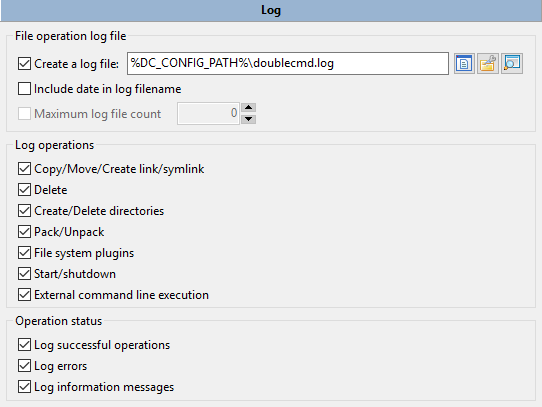 Log
File operation log file
Create a log file: %DC_CONFIG_PATH%\doublecmd.log
Include date in log filename
Maximum log file count 0
Log operations
Copy/Move/Create link/symlink
Delete
Create/Delete directories
Pack/Unpack
File system plugins
Start/shutdown
External command line execution
Operation status
Log successful operations
Log errors
Log information messages